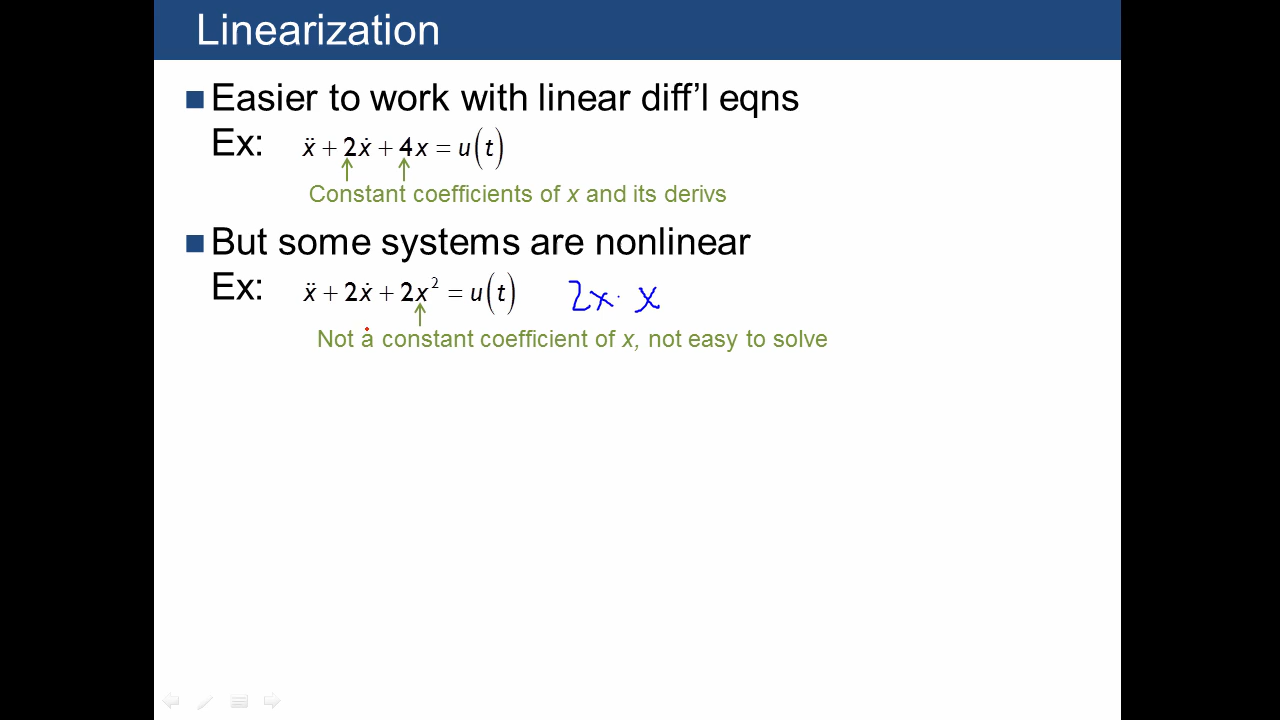 Linearization
Easier to work with linear diff’l eqns
Ex: ẍ + 2ẋ + 4x = u(t)
Constant coefficients of x and its derivs
But some systems are nonlinear
Ex: ẍ + 2ẋ + 2x² = u(t) 2x · x
Not a constant coefficient of x, not easy to solve